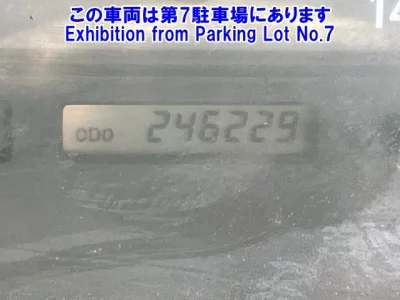 この車両は第7駐車場にあります
Exhibition from Parking Lot No.7
14
ODO 246229